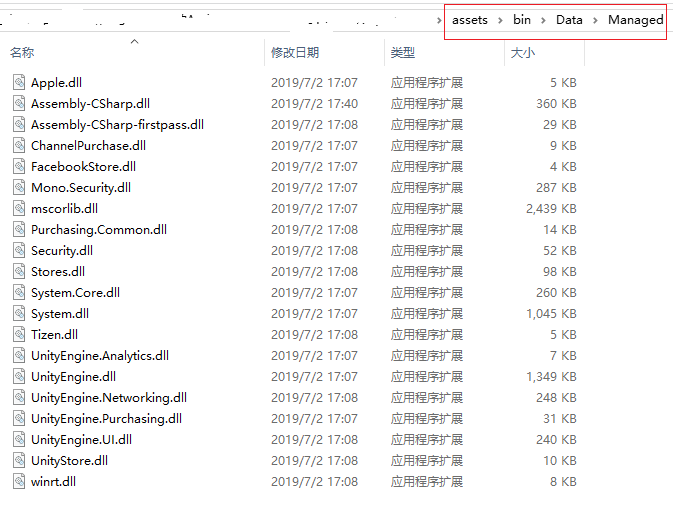 assets > bin > Data > Managed
名称 修改日期 类型 大小
Apple.dll 2019/7/2 17:07 应用程序扩展 5 KB
Assembly-CSharp.dll 2019/7/2 17:40 应用程序扩展 360 KB
Assembly-CSharp-firstpass.dll 2019/7/2 17:08 应用程序扩展 29 KB
ChannelPurchase.dll 2019/7/2 17:07 应用程序扩展 9 KB
FacebookStore.dll 2019/7/2 17:07 应用程序扩展 4 KB
Mono.Security.dll 2019/7/2 17:07 应用程序扩展 287 KB
mscorlib.dll 2019/7/2 17:07 应用程序扩展 2,439 KB
Purchasing.Common.dll 2019/7/2 17:08 应用程序扩展 14 KB
Security.dll 2019/7/2 17:08 应用程序扩展 52 KB
Stores.dll 2019/7/2 17:07 应用程序扩展 98 KB
System.Core.dll 2019/7/2 17:07 应用程序扩展 260 KB
System.dll 2019/7/2 17:07 应用程序扩展 1,045 KB
Tizen.dll 2019/7/2 17:08 应用程序扩展 5 KB
UnityEngine.Analytics.dll 2019/7/2 17:07 应用程序扩展 7 KB
UnityEngine.dll 2019/7/2 17:07 应用程序扩展 1,349 KB
UnityEngine.Networking.dll 2019/7/2 17:08 应用程序扩展 248 KB
UnityEngine.Purchasing.dll 2019/7/2 17:07 应用程序扩展 31 KB
UnityEngine.UI.dll 2019/7/2 17:08 应用程序扩展 240 KB
UnityStore.dll 2019/7/2 17:08 应用程序扩展 10 KB
winrt.dll 2019/7/2 17:08 应用程序扩展 8 KB